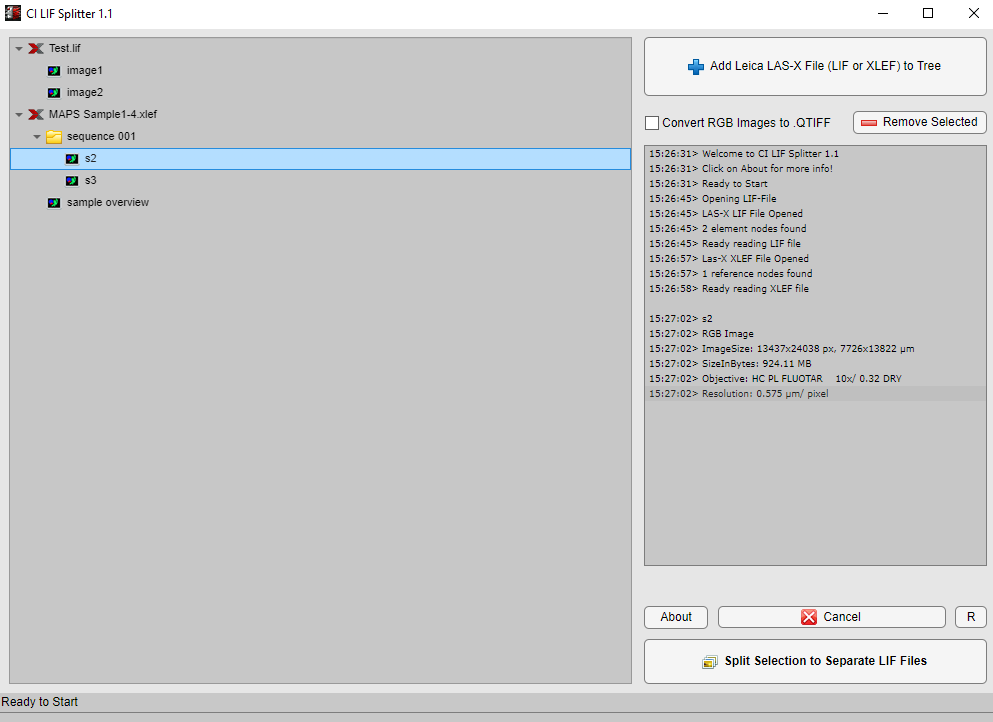 CI LIF Splitter 1.1
Test.lif
image1
image2
MAPS Sample1-4.xlef
sequence 001
s2
s3
sample overview
Add Leica LAS-X File (LIF or XLEF) to Tree
Convert RGB Images to .QTIFF
Remove Selected
15:26:31> Welcome to CI LIF Splitter 1.1
15:26:31> Click on About for more info!
15:26:31> Ready to Start
15:26:45> Opening LIF-File
15:26:45> LAS-X LIF File Opened
15:26:45> 2 element nodes found
15:26:45> Ready reading LIF file
15:26:57> Las-X XLEF File Opened
15:26:57> 1 reference nodes found
15:26:58> Ready reading XLEF file
15:27:02> s2
15:27:02> RGB Image
15:27:02> ImageSize: 13437x24038 px, 7726x13822 µm
15:27:02> SizeInBytes: 924.11 MB
15:27:02> Objective: HC PL FLUOTAR    10x/ 0.32 DRY
15:27:02> Resolution: 0.575 µm/ pixel
About
Cancel
R
Split Selection to Separate LIF Files
Ready to Start